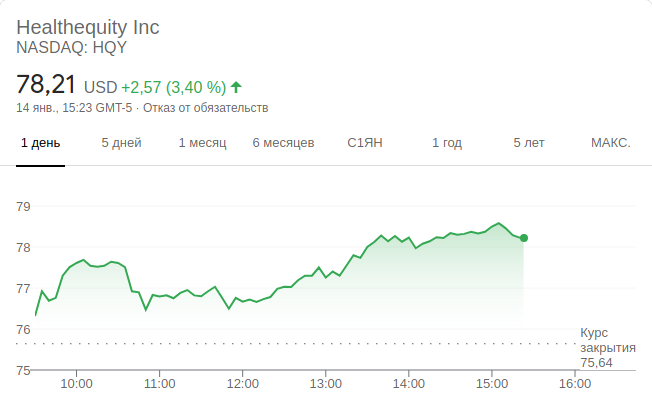 Healthequity Inc
NASDAQ: HQY
78,21 USD +2,57 (3,40 %)
14 янв., 15:23 GMT-5 · Отказ от обязательств
1 день 5 дней 1 месяц 6 месяцев С1ЯН 1 год 5 лет МАКС.
79
78
77
76
Курс
закрытия
75,64
75
10:00 11:00 12:00 13:00 14:00 15:00 16:00